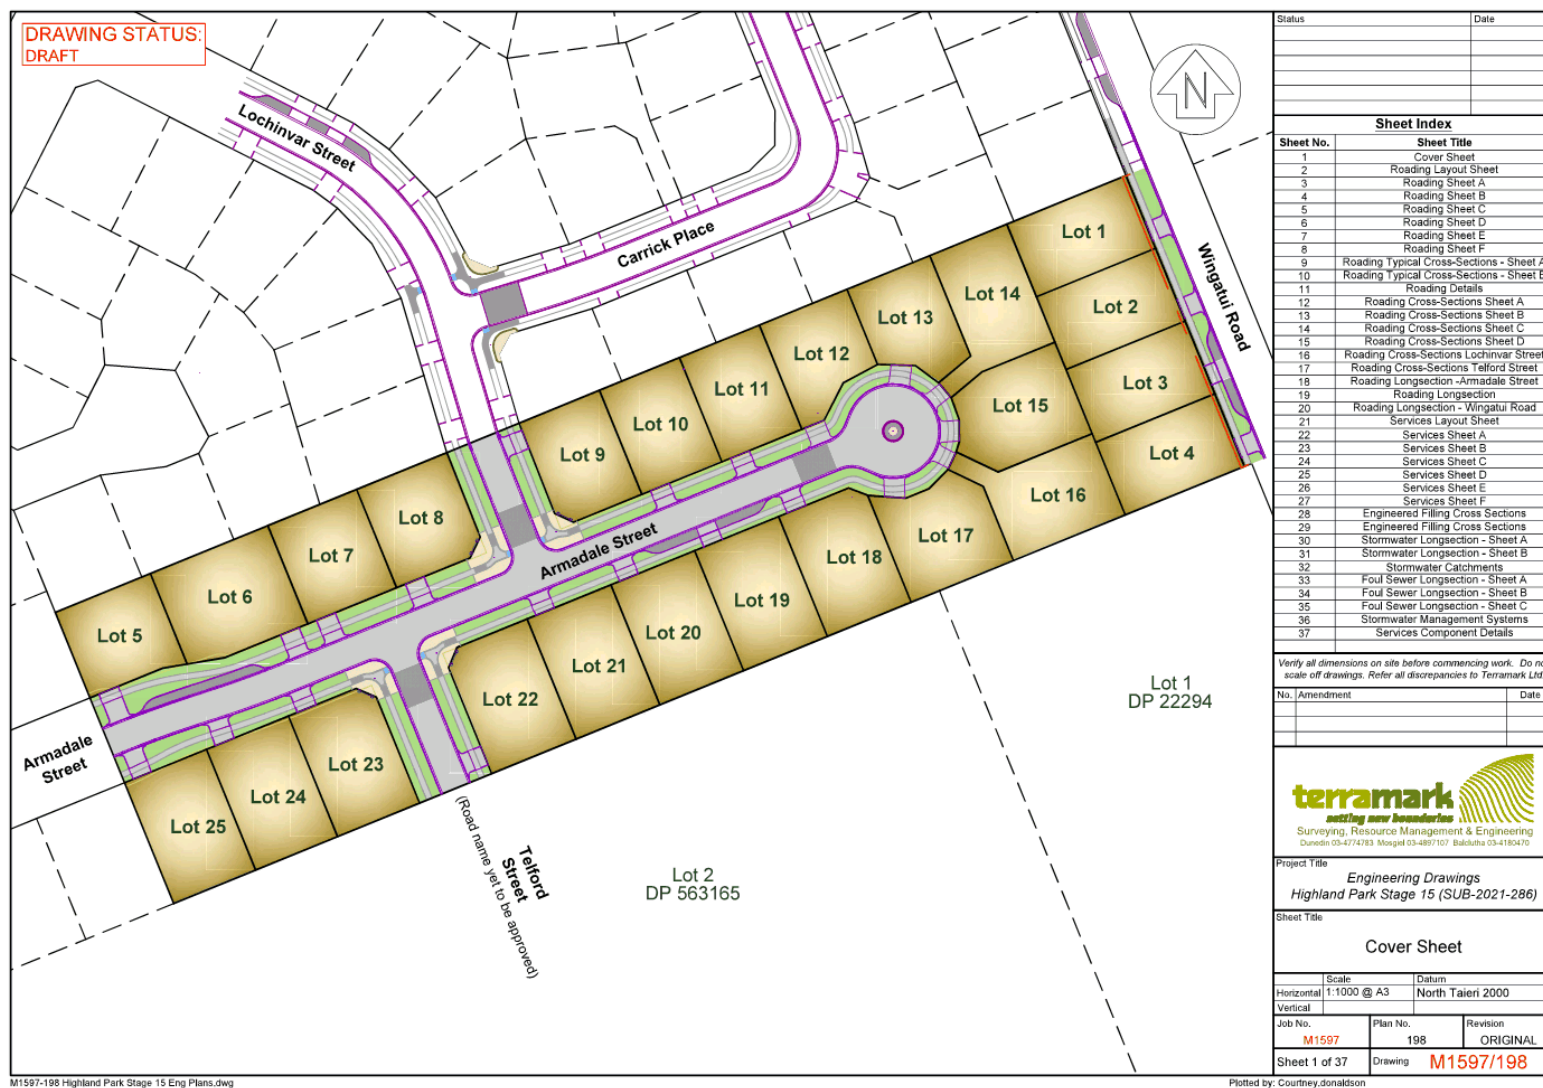 DRAWING STATUS:
DRAFT
Lochinvar Street
Carrick Place
Wingatui Road
N
Lot 1
Lot 2
Lot 3
Lot 4
Lot 14
Lot 13
Lot 12
Lot 11
Lot 10
Lot 9
Lot 15
Lot 16
Lot 17
Lot 18
Lot 19
Lot 20
Lot 21
Lot 22
Lot 8
Lot 7
Lot 6
Lot 5
Lot 23
Lot 24
Lot 25
Armadale Street
Armadale
Street
Telford
Street
(Road name yet to be approved)
Lot 1
DP 22294
Lot 2
DP 563165
Status Date
Sheet Index
Sheet No. Sheet Title
1 Cover Sheet
2 Roading Layout Sheet
3 Roading Sheet A
4 Roading Sheet B
5 Roading Sheet C
6 Roading Sheet D
7 Roading Sheet E
8 Roading Sheet F
9 Roading Typical Cross-Sections - Sheet A
10 Roading Typical Cross-Sections - Sheet B
11 Roading Details
12 Roading Cross-Sections Sheet A
13 Roading Cross-Sections Sheet B
14 Roading Cross-Sections Sheet C
15 Roading Cross-Sections Sheet D
16 Roading Cross-Sections Lochinvar Street
17 Roading Cross-Sections Telford Street
18 Roading Longsection -Armadale Street
19 Roading Longsection
20 Roading Longsection - Wingatui Road
21 Services Layout Sheet
22 Services Sheet A
23 Services Sheet B
24 Services Sheet C
25 Services Sheet D
26 Services Sheet E
27 Services Sheet F
28 Engineered Filling Cross Sections
29 Engineered Filling Cross Sections
30 Stormwater Longsection - Sheet A
31 Stormwater Longsection - Sheet B
32 Stormwater Catchments
33 Foul Sewer Longsection - Sheet A
34 Foul Sewer Longsection - Sheet B
35 Foul Sewer Longsection - Sheet C
36 Stormwater Management Systems
37 Services Component Details
Verify all dimensions on site before commencing work. Do no
scale off drawings. Refer all discrepancies to Terramark Ltd.
No. Amendment Date
terramark
setting new boundaries
Surveying, Resource Management & Engineering
Dunedin 03-4774783 Mosgiel 03-4897107 Balclutha 03-4180470
Project Title
Engineering Drawings
Highland Park Stage 15 (SUB-2021-286)
Sheet Title
Cover Sheet
Scale Datum
Horizontal 1:1000 @ A3 North Taieri 2000
Vertical
Job No. Plan No. Revision
M1597 198 ORIGINAL
Sheet 1 of 37 Drawing M1597/198
M1597-198 Highland Park Stage 15 Eng Plans.dwg
Plotted by: Courtney.donaldson